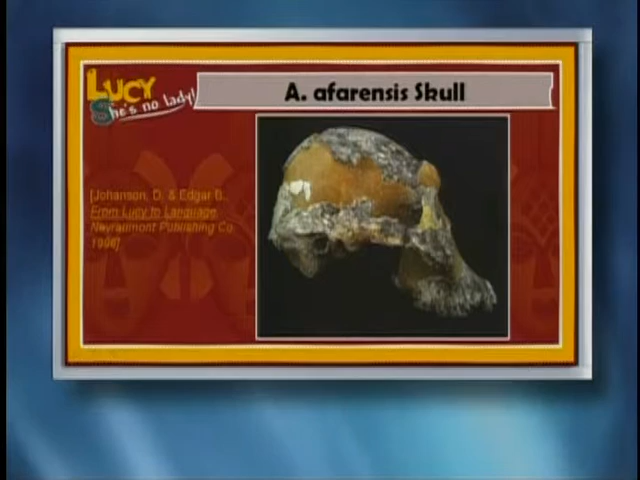 LUCY
She's no lady!
A. afarensis Skull
[Johanson, D. & Edgar B.,
From Lucy to Language,
Nevraumont Publishing Co.
1996]